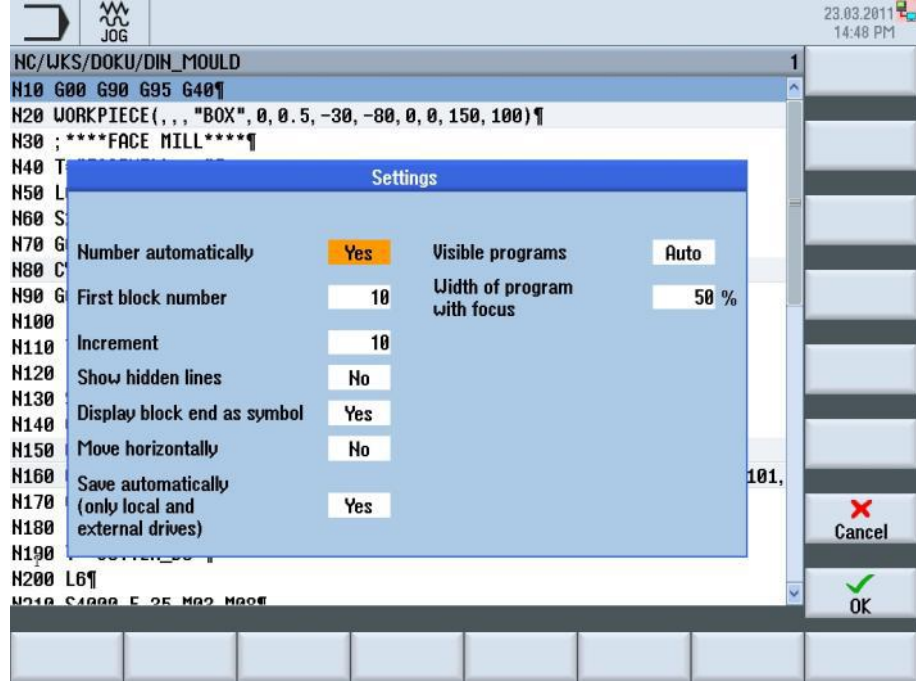 JOG
23.03.2011
14:48 PM
NC/WKS/DOKU/DIN_MOULD 1
N10 G00 G90 G95 G40¶
N20 WORKPIECE(,,, "BOX", 0, 0.5, -30, -80, 0, 0, 150, 100)¶
N30 ;****FACE MILL****¶
N40
N50
N60
N70
N80
N90
N100
N110
N120
N130
N140
N150
N160 101,
N170
N180
N190
N200 L6¶
N210 S4000 F
Settings
Number automatically Yes
First block number 10
Increment 10
Show hidden lines No
Display block end as symbol Yes
Move horizontally No
Save automatically
(only local and
external drives) Yes
Visible programs Auto
Width of program
with focus 50 %
Cancel
OK